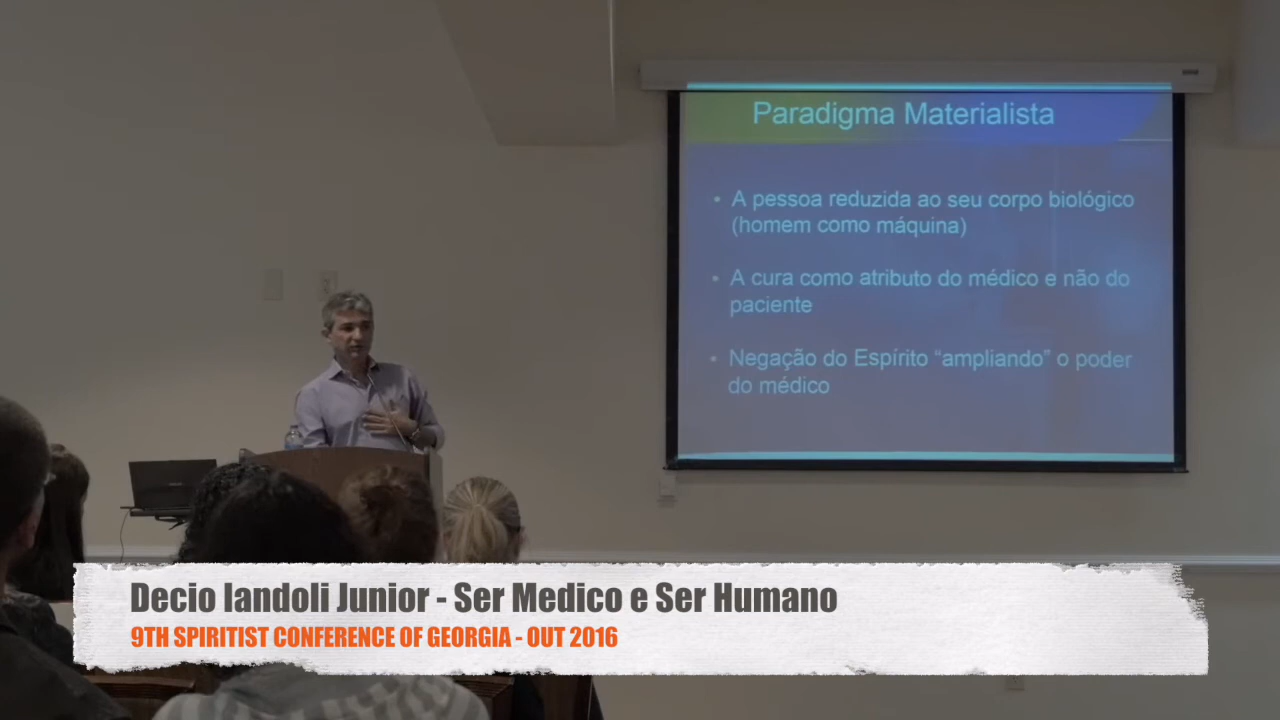 Paradigma Materialista
• A pessoa reduzida ao seu corpo biológico
(homem como máquina)
• A cura como atributo do médico e não do
paciente
• Negação do Espírito “ampliando” o poder
do médico
Decio Iandoli Junior - Ser Medico e Ser Humano
9TH SPIRITIST CONFERENCE OF GEORGIA - OUT 2016